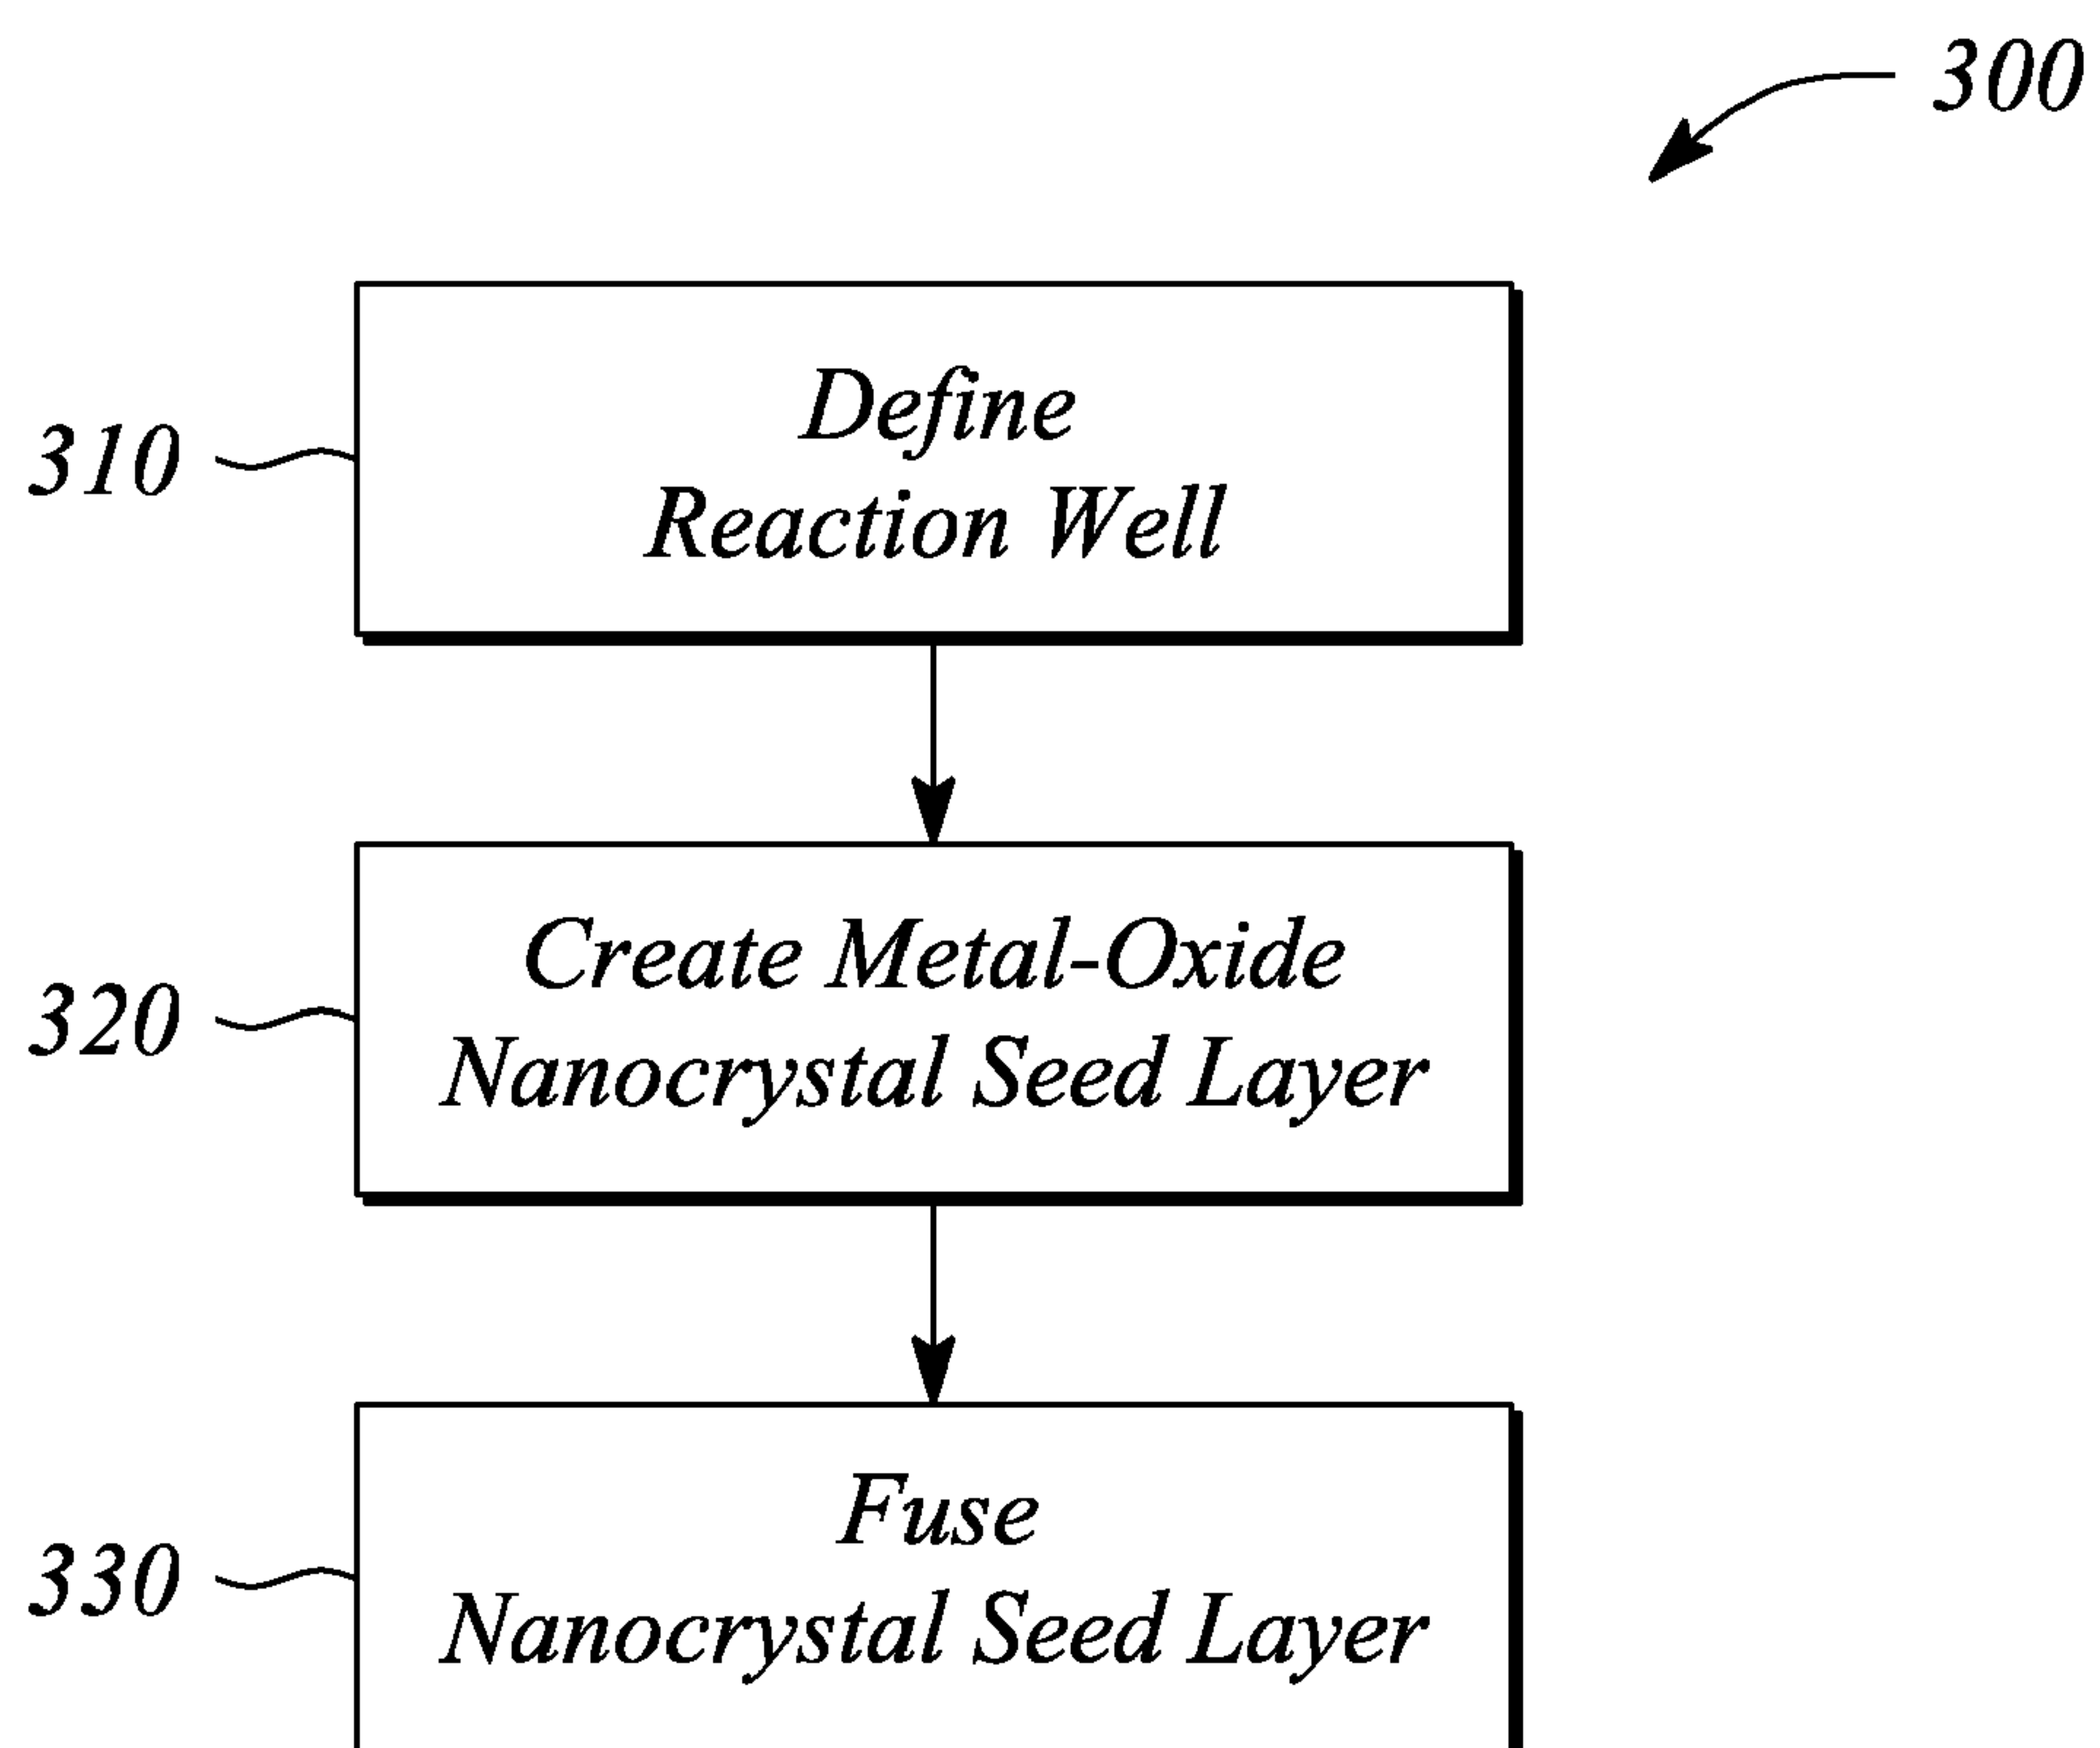 300
310
Define
Reaction Well
320
Create Metal-Oxide
Nanocrystal Seed Layer
330
Fuse
Nanocrystal Seed Layer